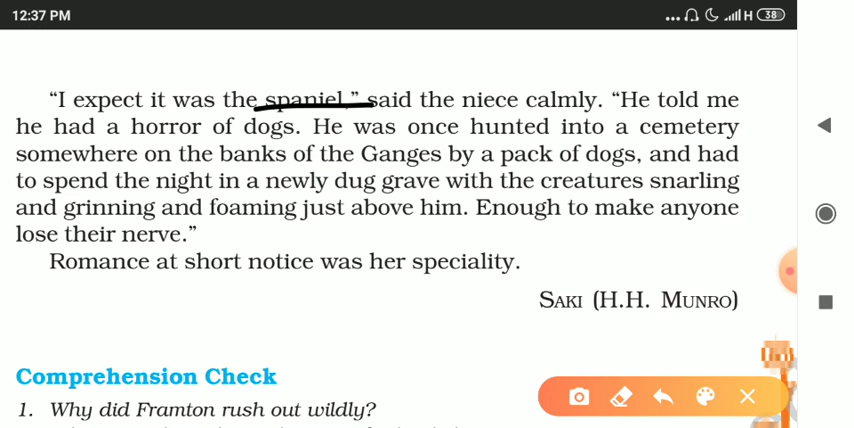 12:37 PM
H 38
“I expect it was the spaniel,” said the niece calmly. “He told me
he had a horror of dogs. He was once hunted into a cemetery
somewhere on the banks of the Ganges by a pack of dogs, and had
to spend the night in a newly dug grave with the creatures snarling
and grinning and foaming just above him. Enough to make anyone
lose their nerve.”
Romance at short notice was her speciality.
SAKI (H.H. MUNRO)
Comprehension Check
1. Why did Framton rush out wildly?